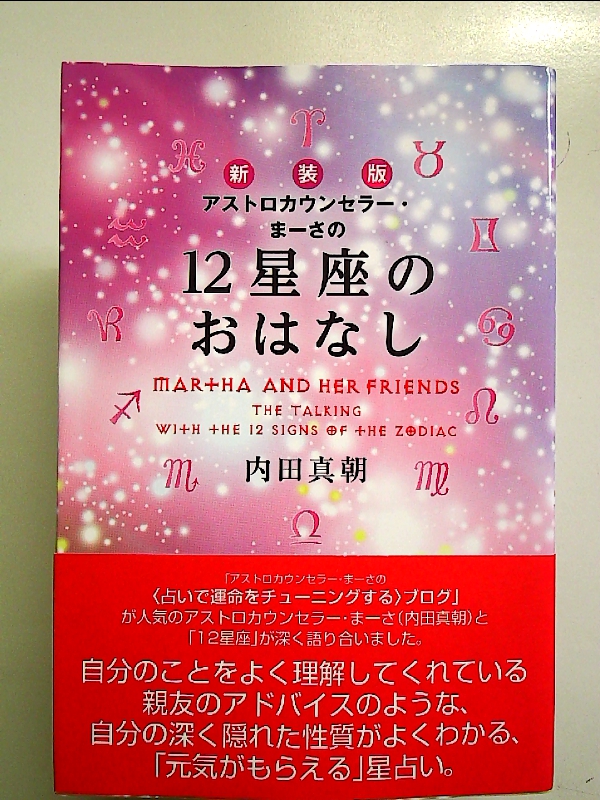 新装版
アストロカウンセラー・
まーさの
12星座の
おはなし
MARTHA AND HER FRIENDS
THE TALKING
WITH THE 12 SIGNS OF THE ZODIAC
内田真朝
「アストロカウンセラー・まーさの
〈占いで運命をチューニングする〉ブログ」
が人気のアストロカウンセラー・まーさ(内田真朝)と
「12星座」が深く語り合いました。
自分のことをよく理解してくれている
親友のアドバイスのような、
自分の深く隠れた性質がよくわかる、
「元気がもらえる」星占い。